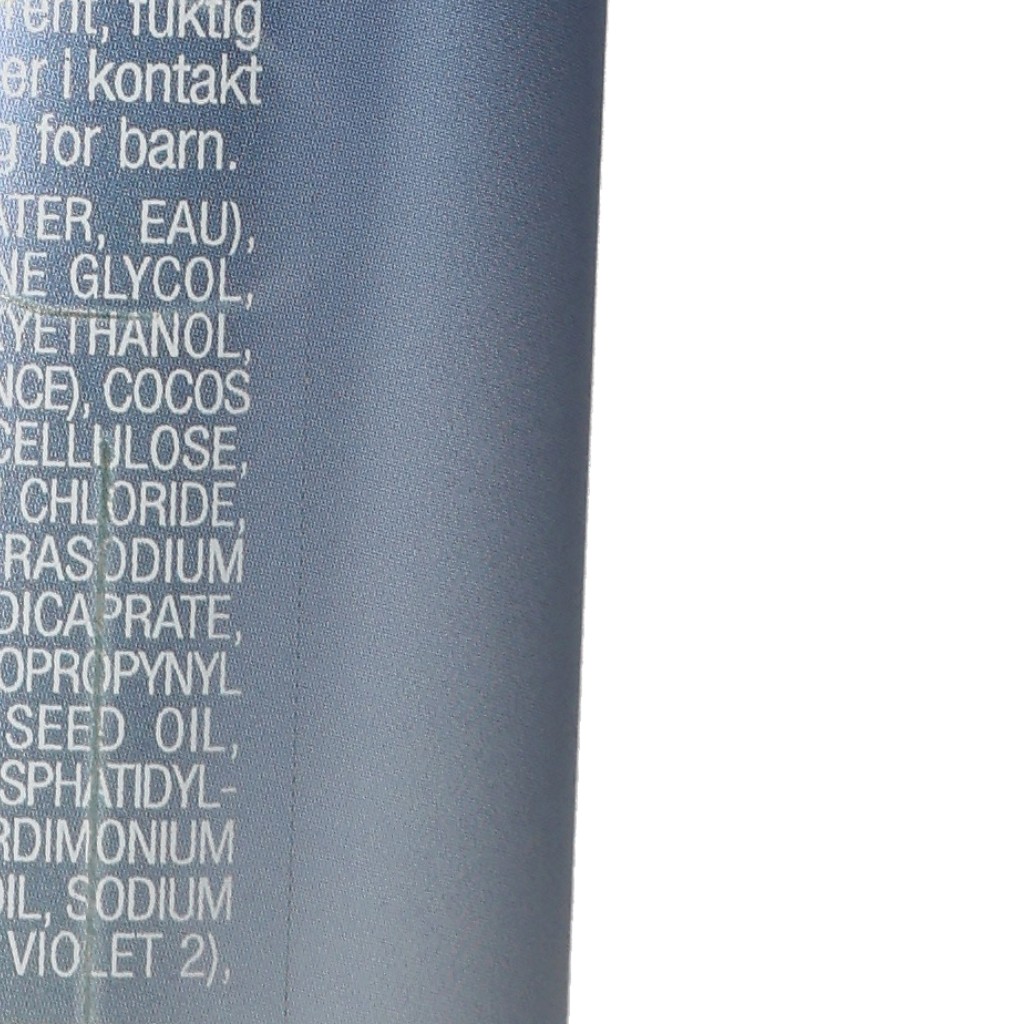 rent, fuktig
er i kontakt
g for barn.
ATER, EAU),
NE GLYCOL,
XYETHANOL,
NCE), COCOS
CELLULOSE,
CHLORIDE,
RASODIUM
DICAPRATE,
OPROPYNYL
SEED OIL,
SPHATIDYL-
RDIMONIUM
OIL, SODIUM
VIOLET 2),